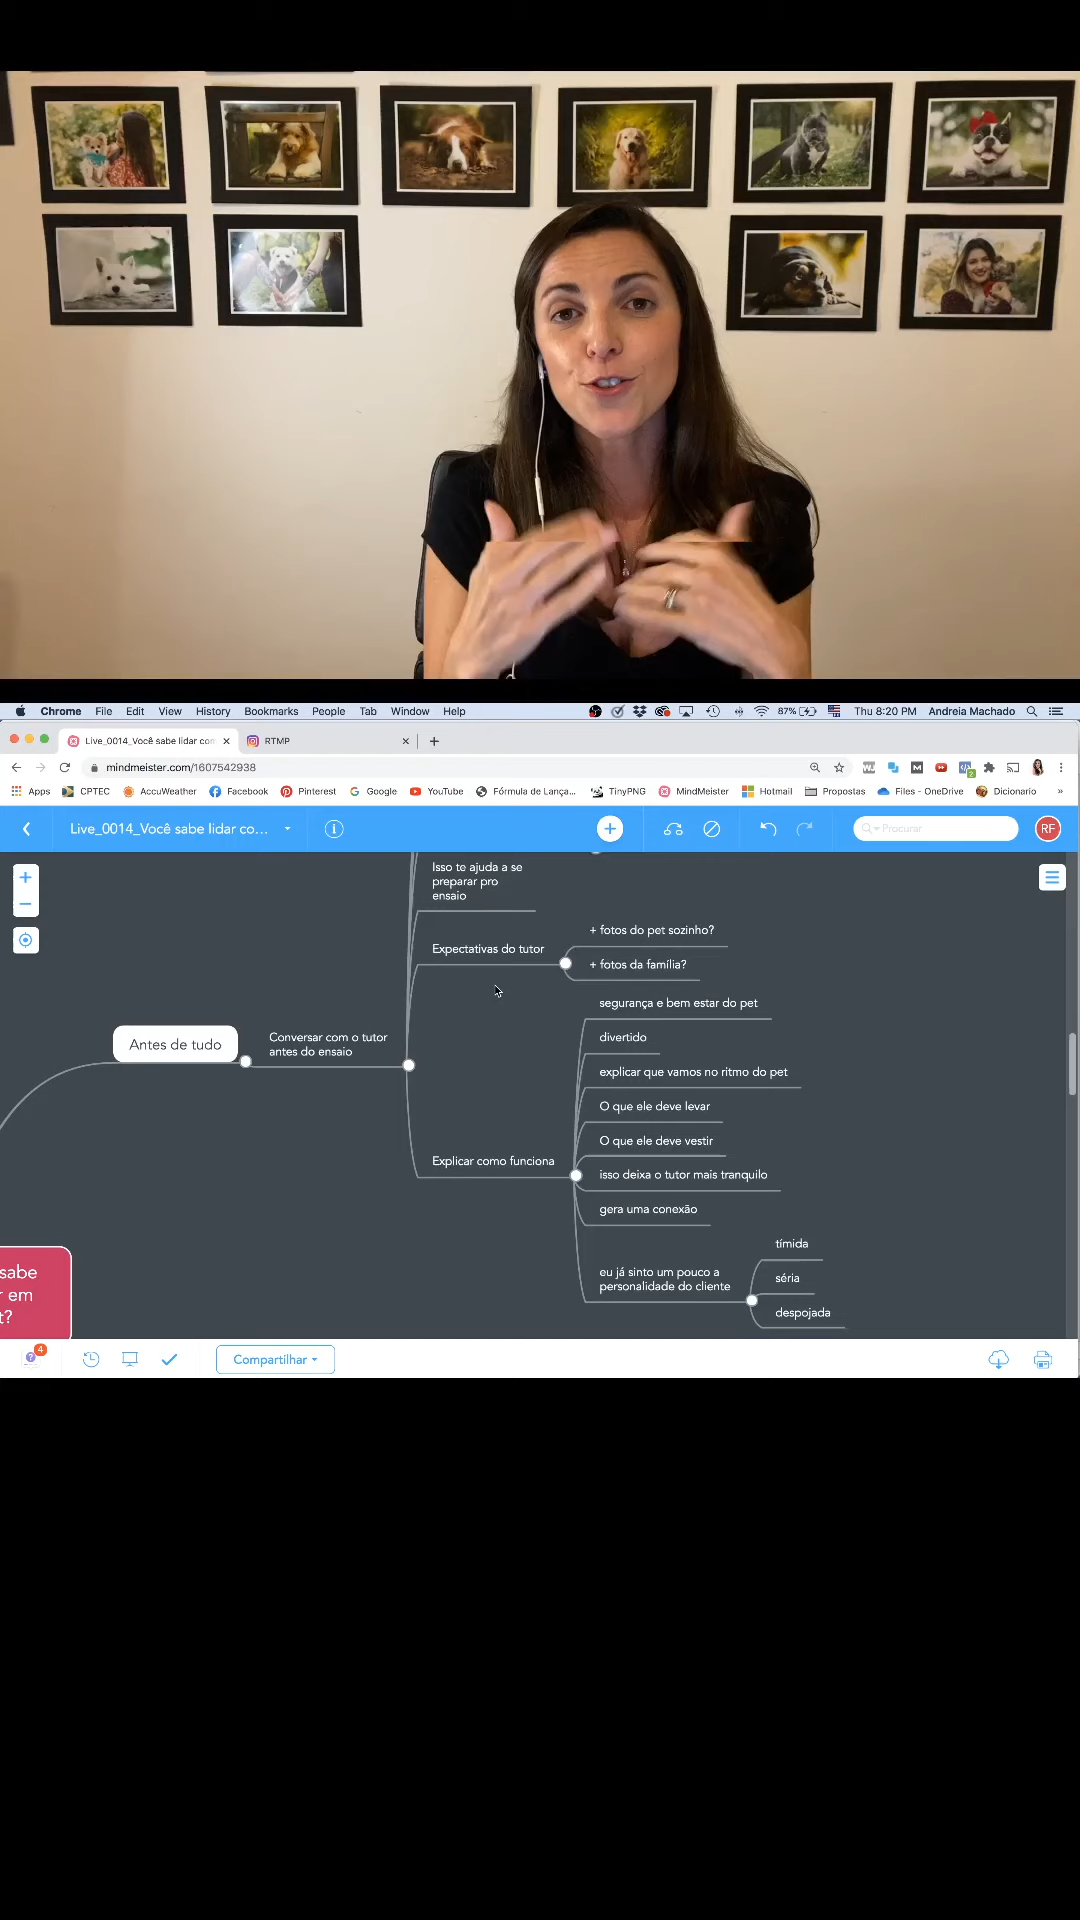 Chrome File Edit View History Bookmarks People Tab Window Help 87% Thu 8:20 PM Andreia Machado
Live_0014_Você sabe lidar com RTMP
mindmeister.com/1607542938
Apps CPTEC AccuWeather Facebook Pinterest Google YouTube Fórmula de Lança... TinyPNG MindMeister Hotmail Propostas Files - OneDrive Dicionario »
Live_0014_Você sabe lidar co... Procurar RF
Isso te ajuda a se
preparar pro
ensaio
Expectativas do tutor
+ fotos do pet sozinho?
+ fotos da família?
Antes de tudo
Conversar com o tutor
antes do ensaio
Explicar como funciona
segurança e bem estar do pet
divertido
explicar que vamos no ritmo do pet
O que ele deve levar
O que ele deve vestir
isso deixa o tutor mais tranquilo
gera uma conexão
eu já sinto um pouco a
personalidade do cliente
tímida
séria
despojada
sabe
r em
t?
4
Compartilhar